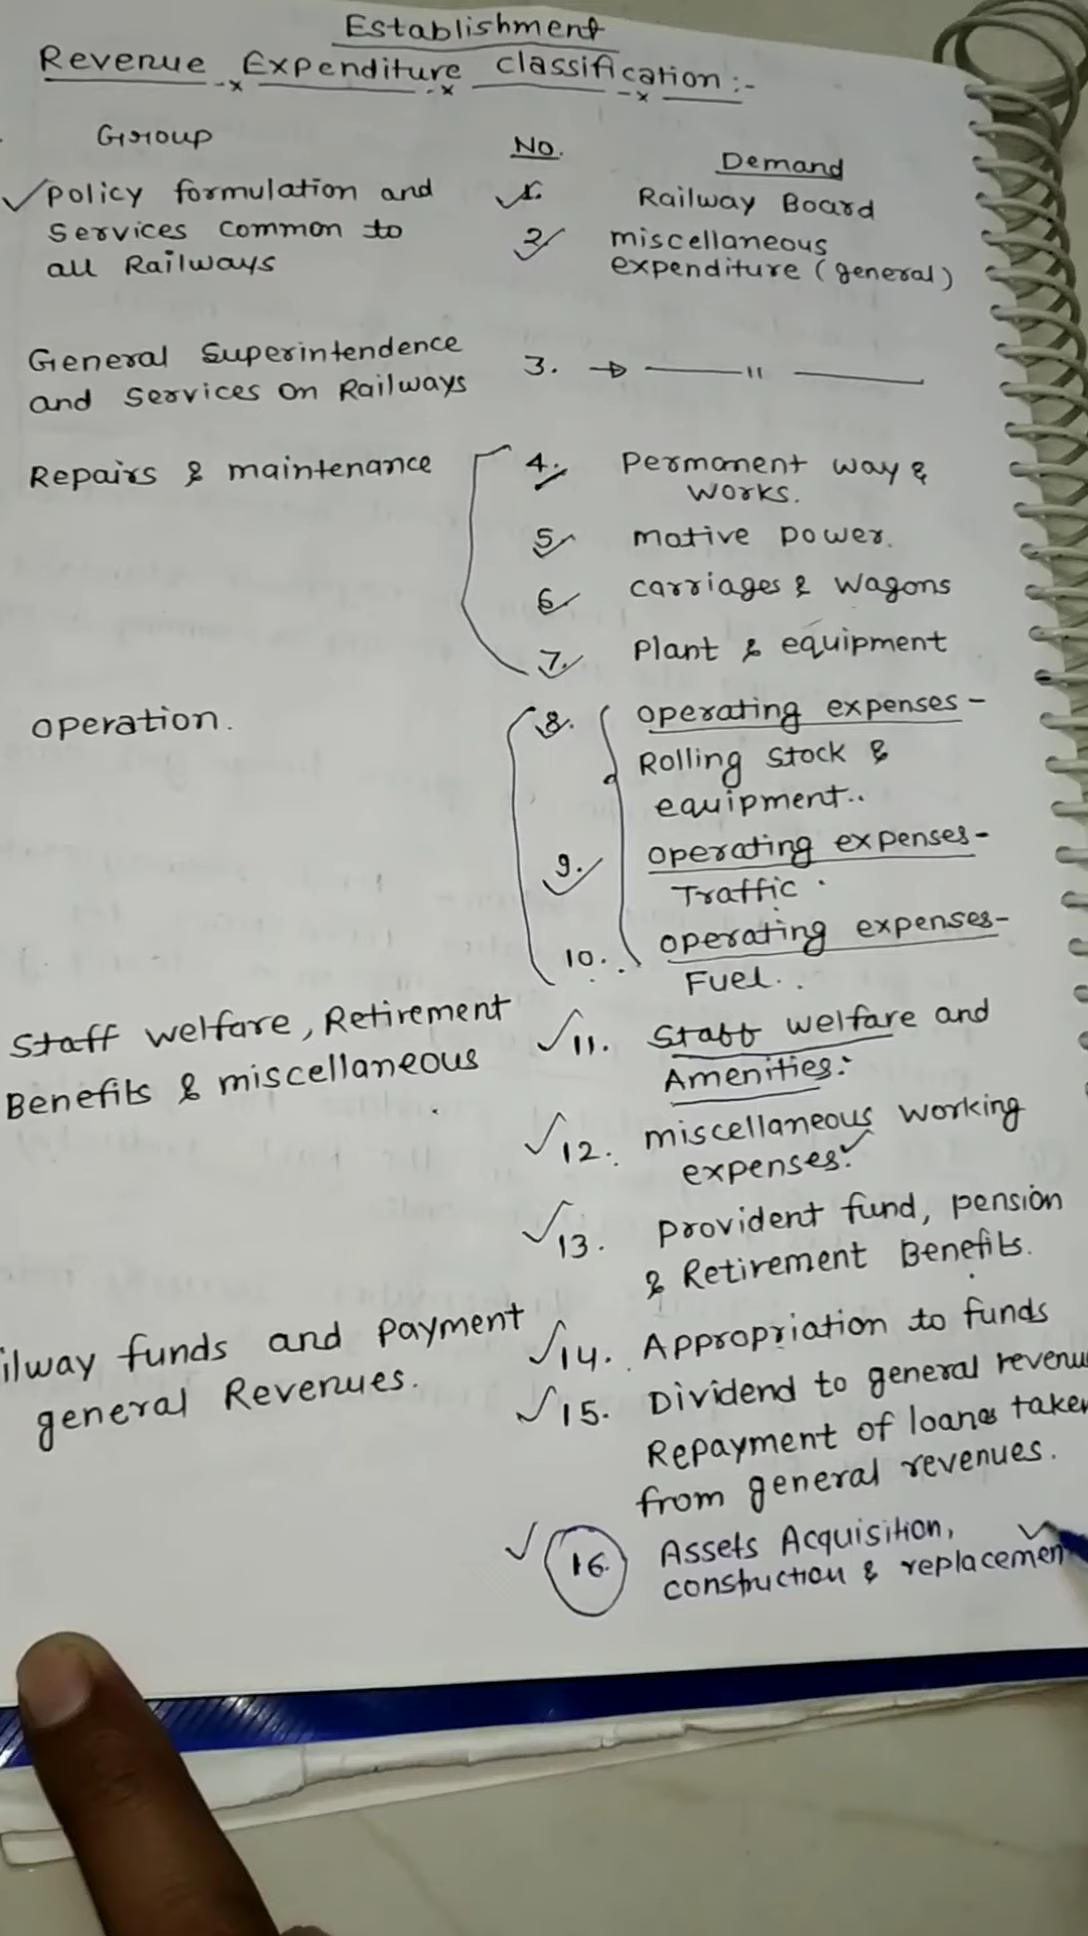 Establishment
Revenue Expenditure classification:-
Group No. Demand
Policy formulation and 1. Railway Board
Services common to 2 miscellaneous
all Railways expenditure (general)
General Superintendence 3. → — " —
and Services on Railways
Repairs & maintenance 4. Permanent way &
works.
5 motive power.
6 carriages & wagons
7. Plant & equipment
operation. 8. operating expenses-
Rolling stock &
equipment..
9. operating expenses-
Traffic.
10. operating expenses-
Fuel..
Staff welfare, Retirement 11. Staff welfare and
Benefits & miscellaneous Amenities:
12. miscellaneous working
expenses.
13. provident fund, pension
& Retirement Benefits.
ilway funds and payment 14. Appropriation to funds
general Revenues. 15. Dividend to general revenu
Repayment of loans taken
from general revenues.
16. Assets Acquisition,
construction & replacemen